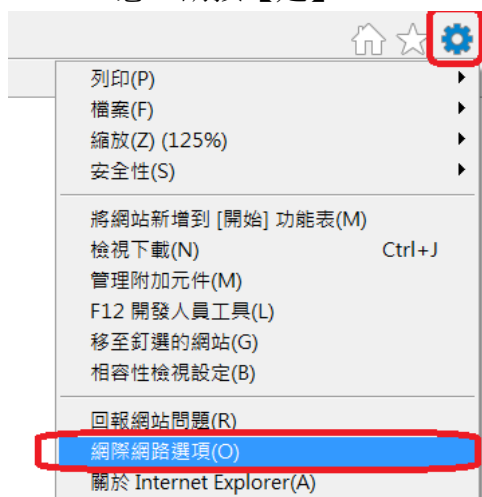 列印(P)
檔案(F)
縮放(Z) (125%)
安全性(S)
將網站新增到 [開始] 功能表(M)
檢視下載(N) Ctrl+J
管理附加元件(M)
F12 開發人員工具(L)
移至釘選的網站(G)
相容性檢視設定(B)
回報網站問題(R)
網際網路選項(O)
關於 Internet Explorer(A)